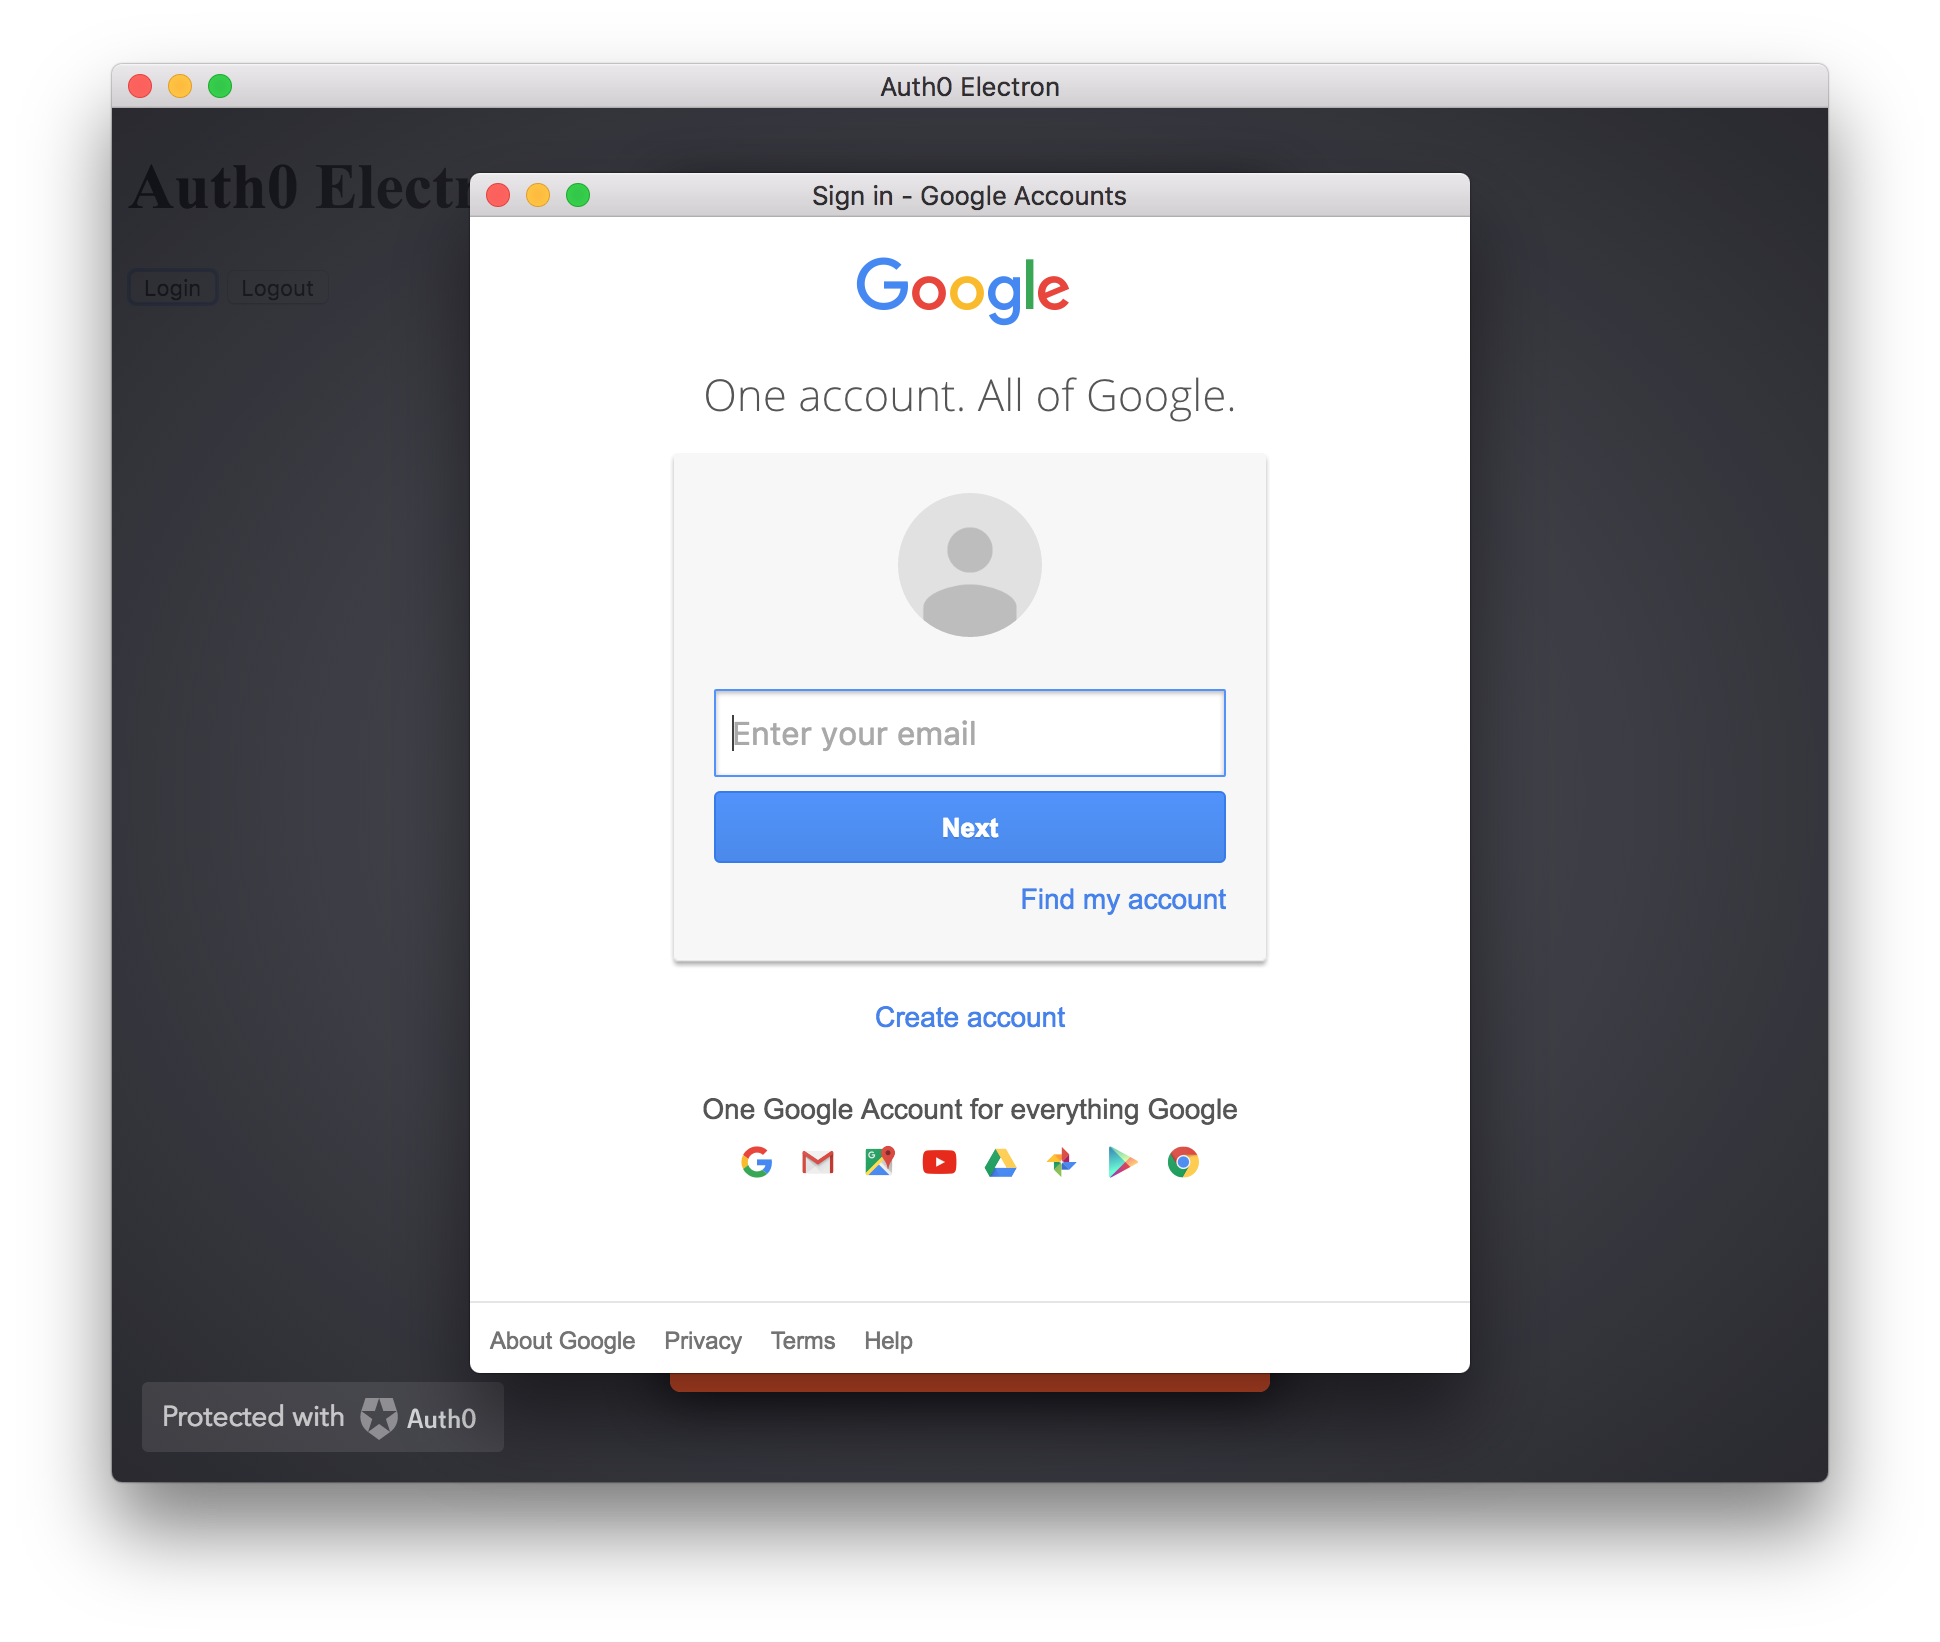 Auth0 Electron
Auth0 Electr
Sign in - Google Accounts
Login Logout
Google
One account. All of Google.
Enter your email
Next
Find my account
Create account
One Google Account for everything Google
About Google Privacy Terms Help
Protected with Auth0